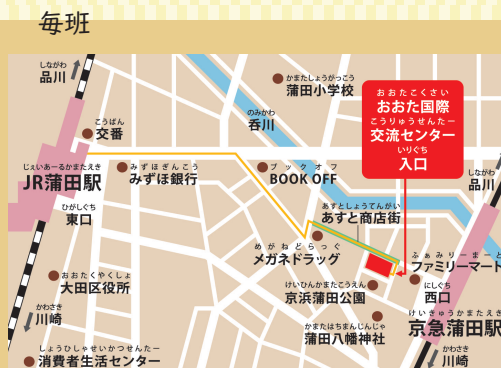 毎班
しながわ
品川
こうばん
交番
じぇいあーるかまたえき
JR蒲田駅
ひがしぐち
東口
みずほぎんこう
みずほ銀行
おおたくやくしょ
大田区役所
かわさき
川崎
しょうひしゃせいかつせんたー
消費者生活センター
かまたしょうがっこう
蒲田小学校
のみかわ
呑川
ブックオフ
BOOK OFF
おおたこくさい
おおた国際
こうりゅうせんたー
交流センター
いりぐち
入口
あすとしょうてんがい
あすと商店街
めがねどらっぐ
メガネドラッグ
けいひんかまたこうえん
京浜蒲田公園
かまたはちまんじんじゃ
蒲田八幡神社
しながわ
品川
ふぁみりーまーと
ファミリーマート
にしぐち
西口
けいきゅうかまたえき
京急蒲田駅
かわさき
川崎